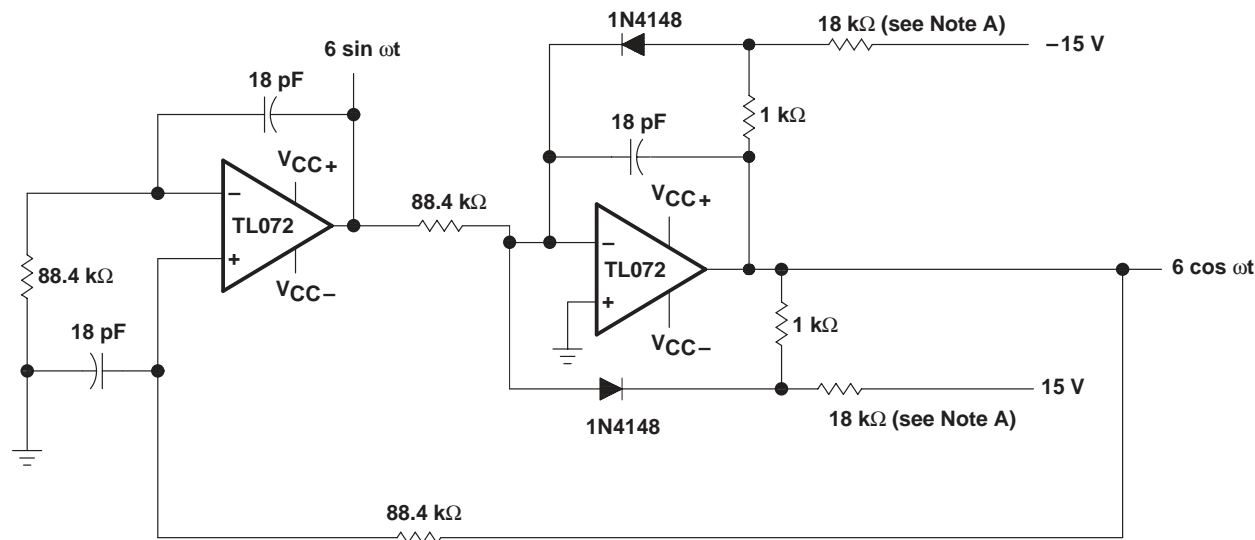 1N4148
18 kΩ (see Note A)
−15 V
6 sin ωt
18 pF
1 kΩ
18 pF
VCC+
88.4 kΩ
VCC+
−
TL072
+
−
TL072
+
6 cos ωt
88.4 kΩ
VCC−
1 kΩ
18 pF
VCC−
15 V
1N4148
18 kΩ (see Note A)
88.4 kΩ